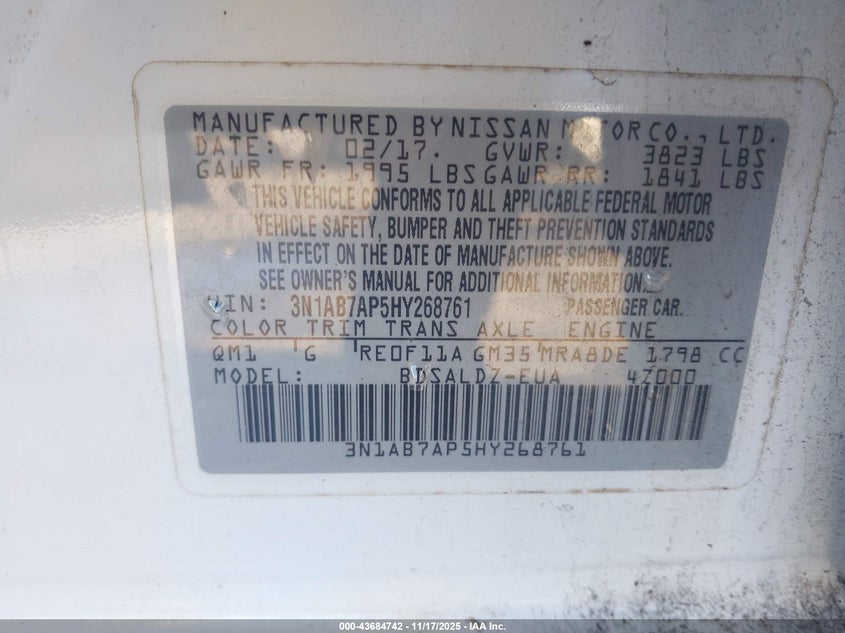 MANUFACTURED BY NISSAN MOTOR CO., LTD.
DATE: 02/17. GVWR: 3823 LBS
GAWR FR: 1995 LBS GAWR RR: 1841 LBS
THIS VEHICLE CONFORMS TO ALL APPLICABLE FEDERAL MOTOR
VEHICLE SAFETY, BUMPER AND THEFT PREVENTION STANDARDS
IN EFFECT ON THE DATE OF MANUFACTURE SHOWN ABOVE.
SEE OWNER'S MANUAL FOR ADDITIONAL INFORMATION.
VIN: 3N1AB7AP5HY268761 PASSENGER CAR.
COLOR TRIM TRANS AXLE ENGINE
QM1 G RE0F11A GM35 MRA8DE 1798 CC
MODEL: BDSALDZ-EUA 4Z000
3N1AB7AP5HY268761
000-43684742 — 11/17/2025 — IAA Inc.